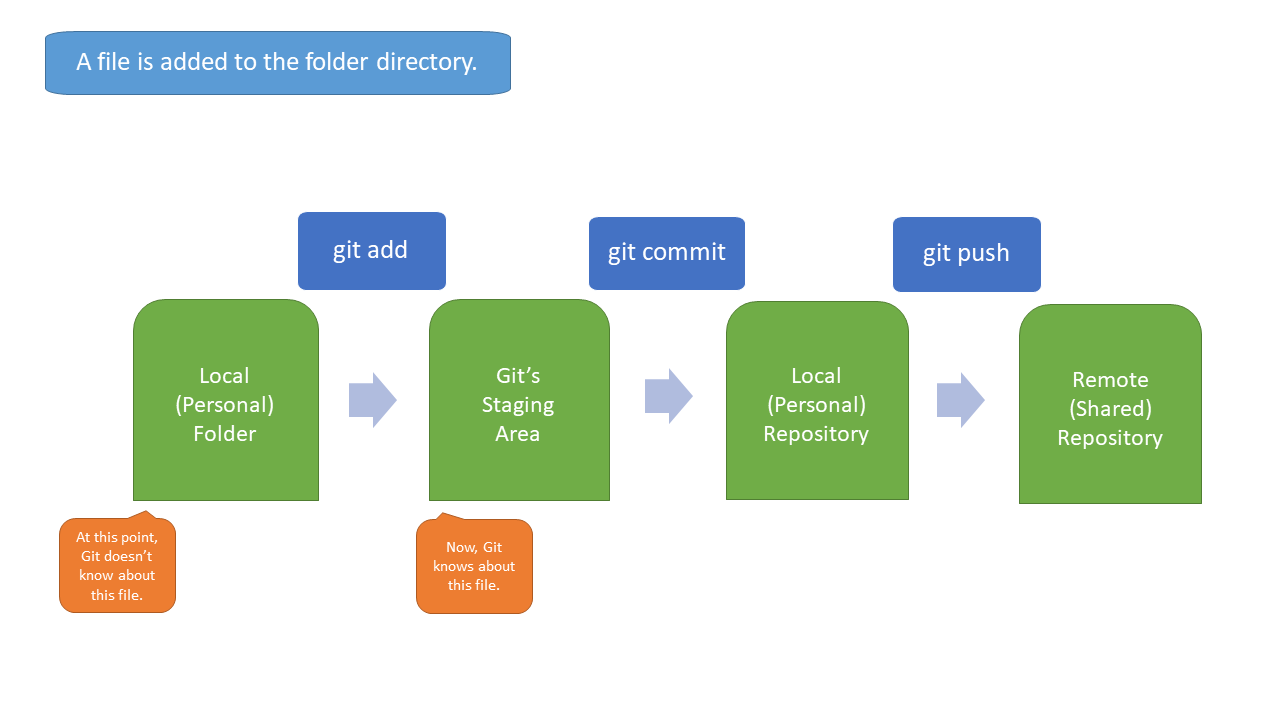 A file is added to the folder directory.
git add
git commit
git push
Local
(Personal)
Folder
Git’s
Staging
Area
Local
(Personal)
Repository
Remote
(Shared)
Repository
At this point,
Git doesn’t
know about
this file.
Now, Git
knows about
this file.